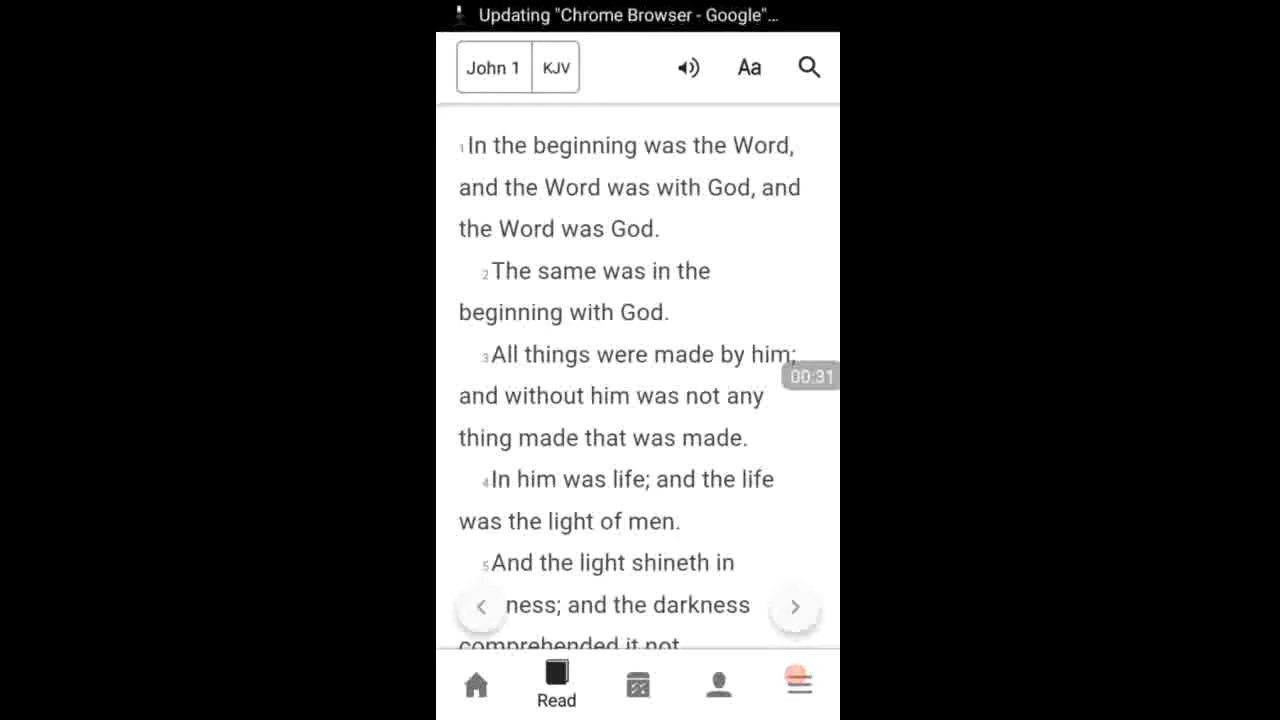 Updating "Chrome Browser - Google"...
John 1 KJV Aa
1 In the beginning was the Word,
and the Word was with God, and
the Word was God.
2 The same was in the
beginning with God.
3 All things were made by him;
00:31
and without him was not any
thing made that was made.
4 In him was life; and the life
was the light of men.
5 And the light shineth in
ness; and the darkness
comprehended it not
Read